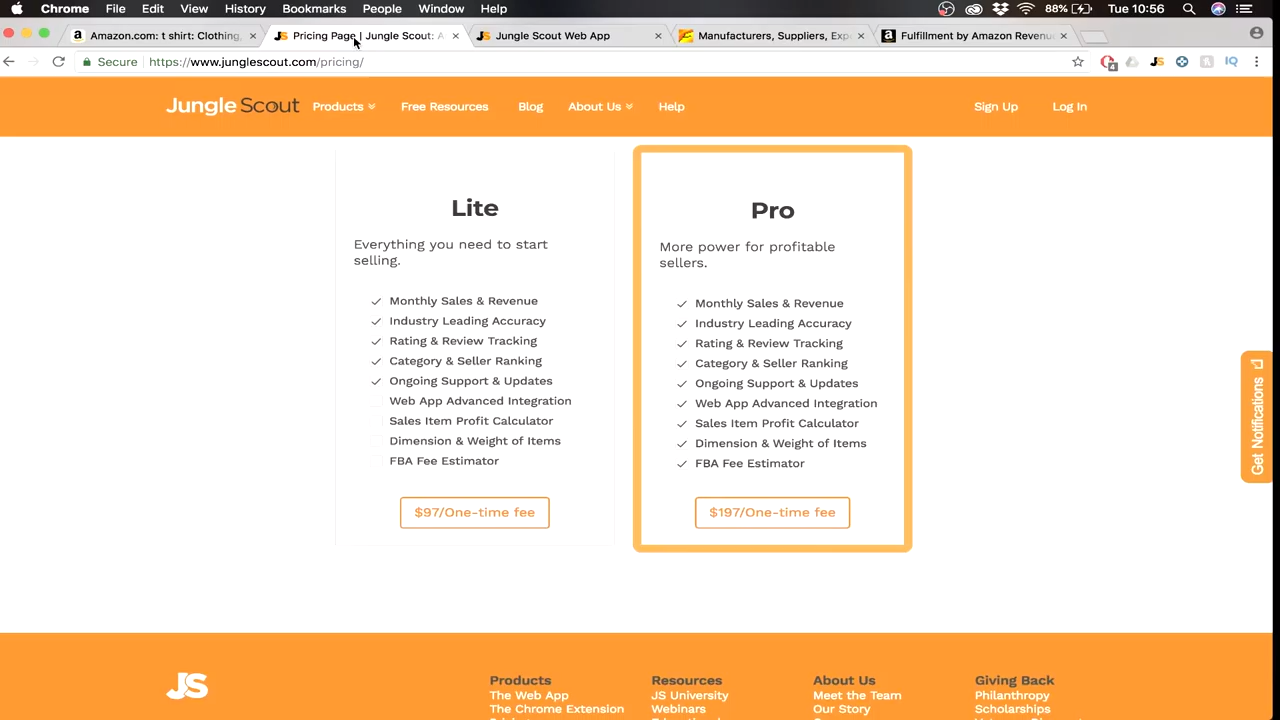 Chrome File Edit View History Bookmarks People Window Help 88% Tue 10:56
Amazon.com: t shirt: Clothing, Pricing Page | Jungle Scout: A Jungle Scout Web App Manufacturers, Suppliers, Exp Fulfillment by Amazon Revenu
Secure https://www.junglescout.com/pricing/ 4 JS IQ
Jungle Scout Products Free Resources Blog About Us Help Sign Up Log In
Lite
Everything you need to start
selling.
Monthly Sales & Revenue
Industry Leading Accuracy
Rating & Review Tracking
Category & Seller Ranking
Ongoing Support & Updates
Web App Advanced Integration
Sales Item Profit Calculator
Dimension & Weight of Items
FBA Fee Estimator
$97/One-time fee
Pro
More power for profitable
sellers.
Monthly Sales & Revenue
Industry Leading Accuracy
Rating & Review Tracking
Category & Seller Ranking
Ongoing Support & Updates
Web App Advanced Integration
Sales Item Profit Calculator
Dimension & Weight of Items
FBA Fee Estimator
$197/One-time fee
Get Notifications
JS
Products
The Web App
The Chrome Extension
Resources
JS University
Webinars
About Us
Meet the Team
Our Story
Giving Back
Philanthropy
Scholarships